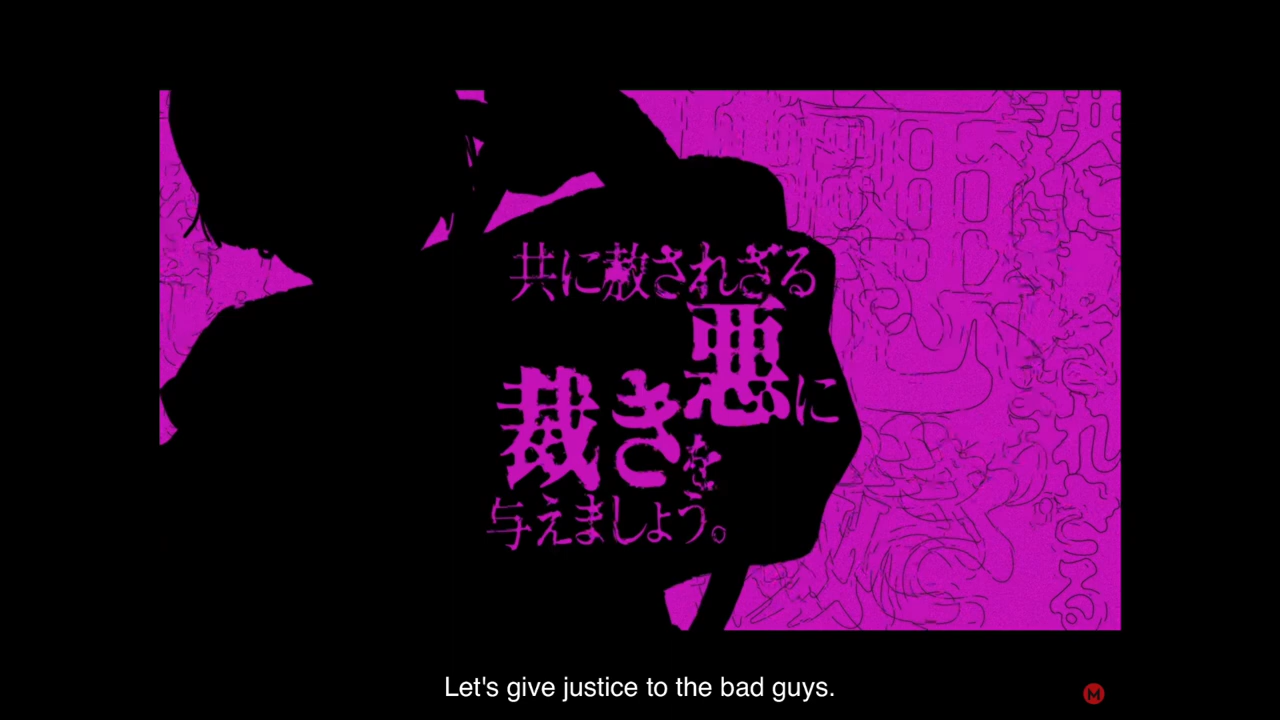 共に赦されざる
悪に
裁きを
与えましょう。
Let's give justice to the bad guys.
M